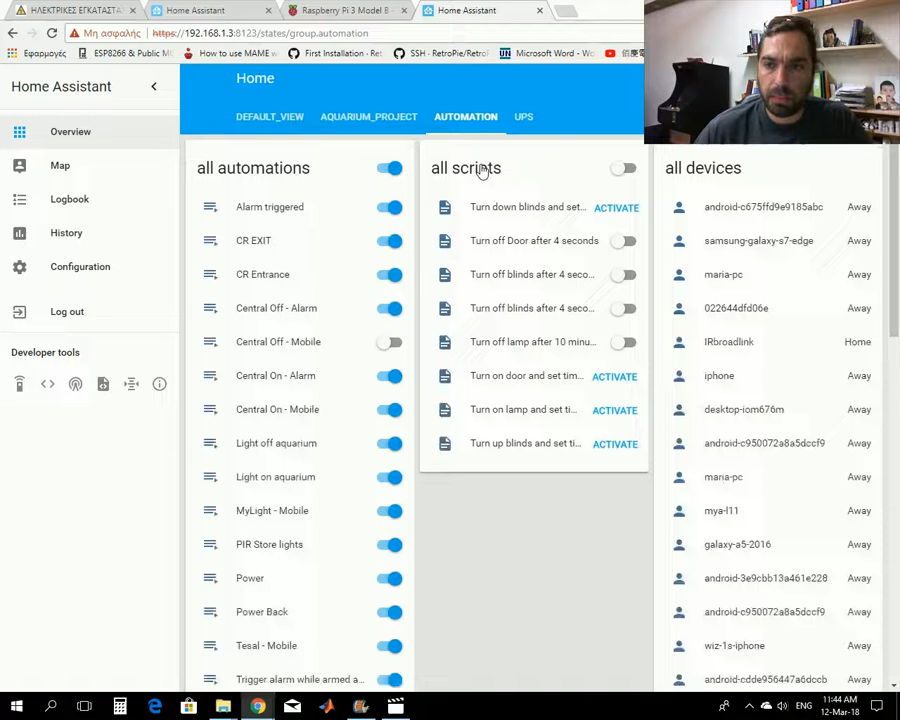 ΗΛΕΚΤΡΙΚΕΣ ΕΓΚΑΤΑΣΤΑ
Home Assistant
Raspberry Pi 3 Model B -
Home Assistant
Μη ασφαλής
https://192.168.1.3:8123/states/group.automation
Εφαρμογές
ESP8266 & Public M
How to use MAME w
First Installation · Ret
SSH · RetroPie/RetroP
Microsoft Word - Wo
Home Assistant
Overview
Map
Logbook
History
Configuration
Log out
Developer tools
Home
DEFAULT_VIEW
AQUARIUM_PROJECT
AUTOMATION
UPS
all automations
Alarm triggered
CR EXIT
CR Entrance
Central Off - Alarm
Central Off - Mobile
Central On - Alarm
Central On - Mobile
Light off aquarium
Light on aquarium
MyLight - Mobile
PIR Store lights
Power
Power Back
Tesal - Mobile
Trigger alarm while armed a...
all scripts
Turn down blinds and set... ACTIVATE
Turn off Door after 4 seconds
Turn off blinds after 4 seco...
Turn off blinds after 4 seco...
Turn off lamp after 10 minu...
Turn on door and set tim... ACTIVATE
Turn on lamp and set ti... ACTIVATE
Turn up blinds and set ti... ACTIVATE
all devices
android-c675ffd9e9185abc Away
samsung-galaxy-s7-edge Away
maria-pc Away
022644dfd06e Away
IRbroadlink Home
iphone Away
desktop-iom676m Away
android-c950072a8a5dccf9 Away
maria-pc Away
mya-l11 Away
galaxy-a5-2016 Away
android-3e9cbb13a461e228 Away
android-c950072a8a5dccf9 Away
wiz-1s-iphone Away
android-cdde956447a6dccb Away
ENG
11:44 AM
12-Mar-18